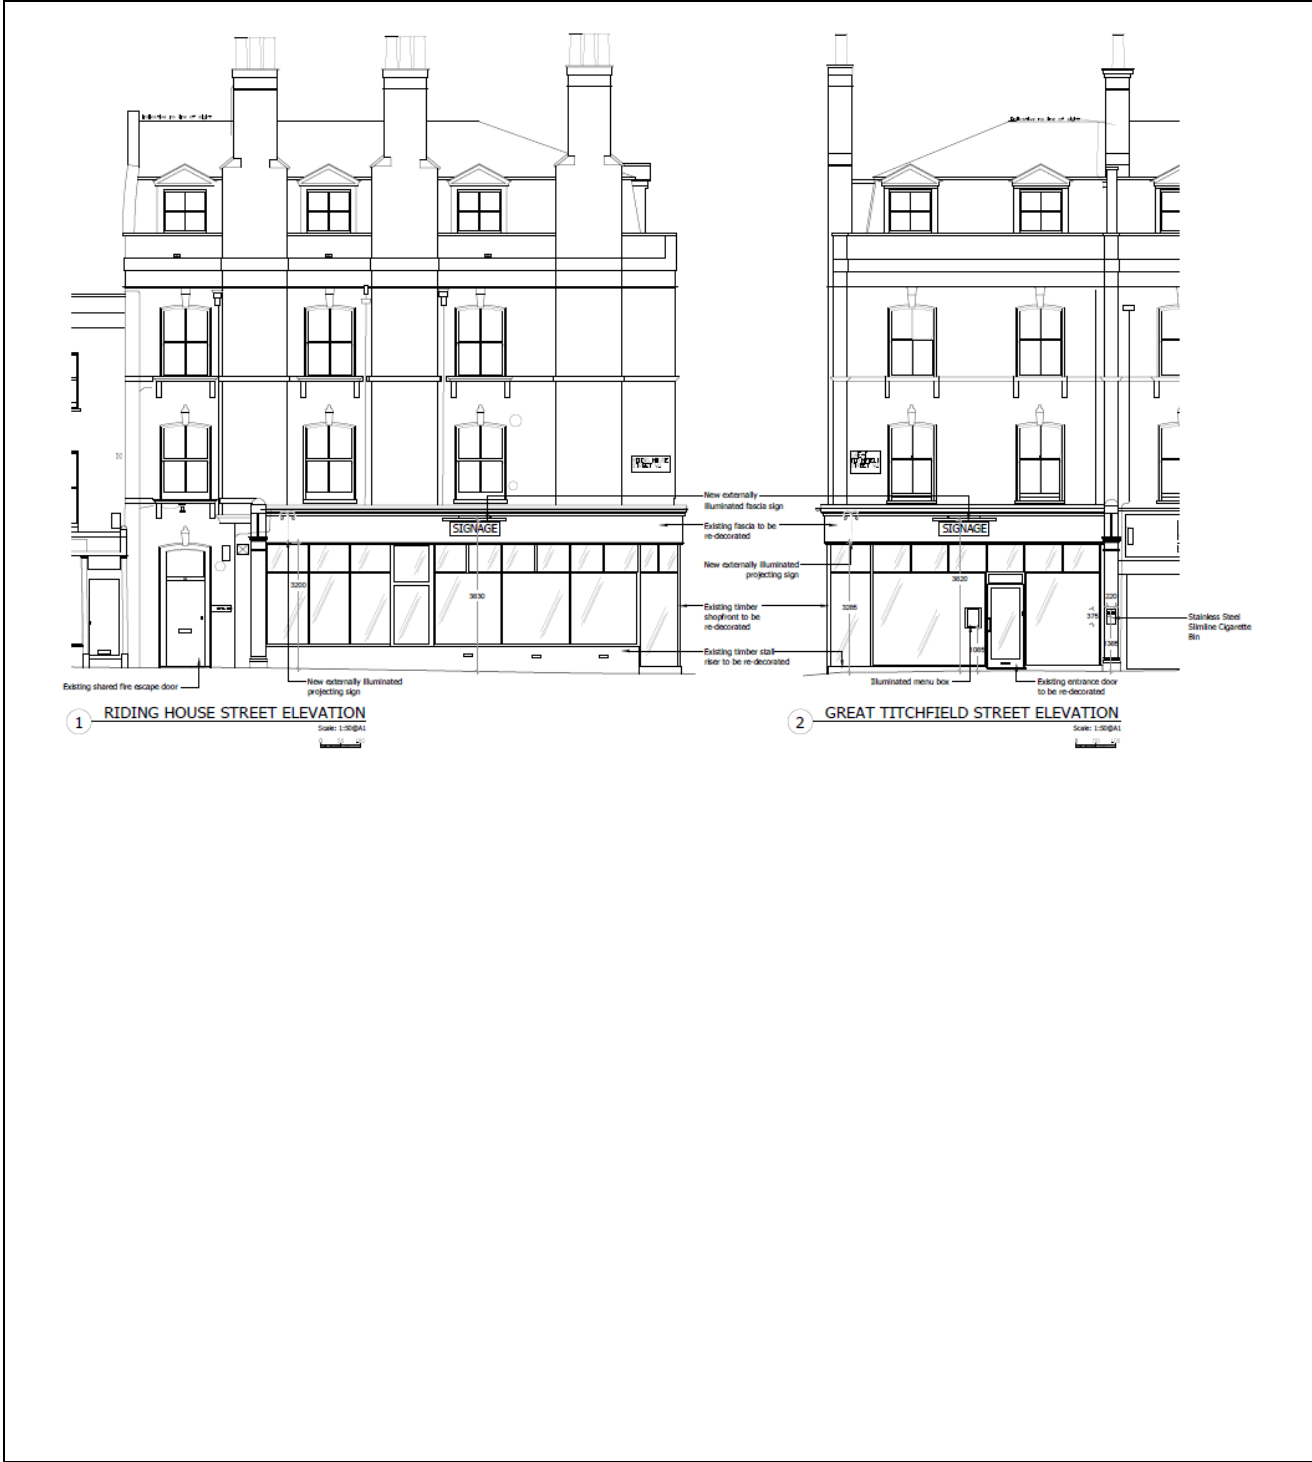 New externally
illuminated fascia sign
SIGNAGE
SIGNAGE
Existing fascia to be
re-decorated
New externally illuminated
projecting sign
3200
3830
3820
3285
220
375
1085
Existing timber
shopfront to be
re-decorated
Stainless Steel
Slimline Cigarette
Bin
Existing timber stall
riser to be re-decorated
Existing shared fire escape door
New externally illuminated
projecting sign
Illuminated menu box
Existing entrance door
to be re-decorated
1 RIDING HOUSE STREET ELEVATION
Scale: 1:50@A1
2 GREAT TITCHFIELD STREET ELEVATION
Scale: 1:50@A1